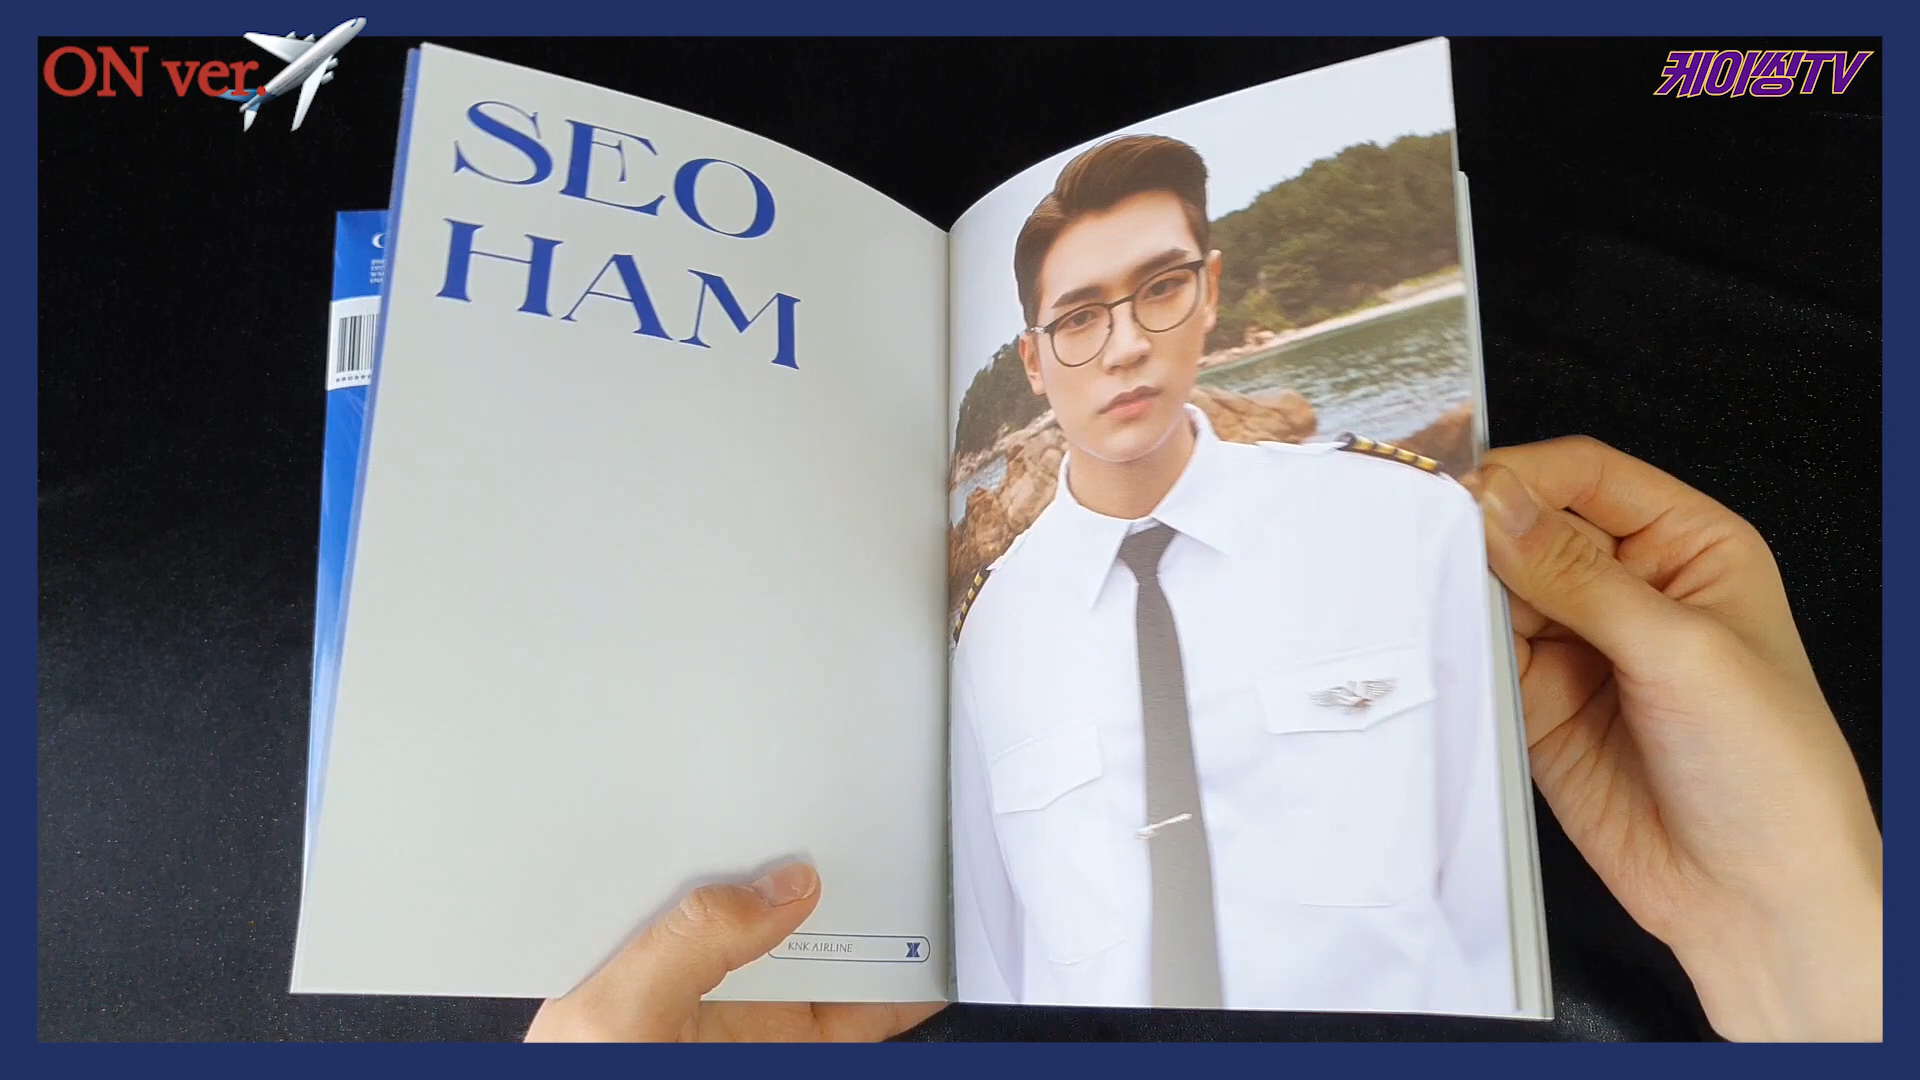 ON ver.
케이씽TV
SEO
HAM
KNK AIRLINE